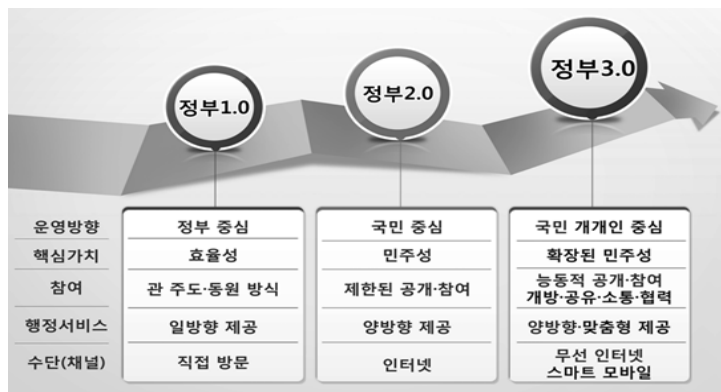 정부1.0
정부2.0
정부3.0
운영방향 정부 중심 국민 중심 국민 개개인 중심
핵심가치 효율성 민주성 확장된 민주성
참여 관 주도·동원 방식 제한된 공개·참여 능동적 공개·참여
개방·공유·소통·협력
행정서비스 일방향 제공 양방향 제공 양방향·맞춤형 제공
수단(채널) 직접 방문 인터넷 무선 인터넷
스마트 모바일